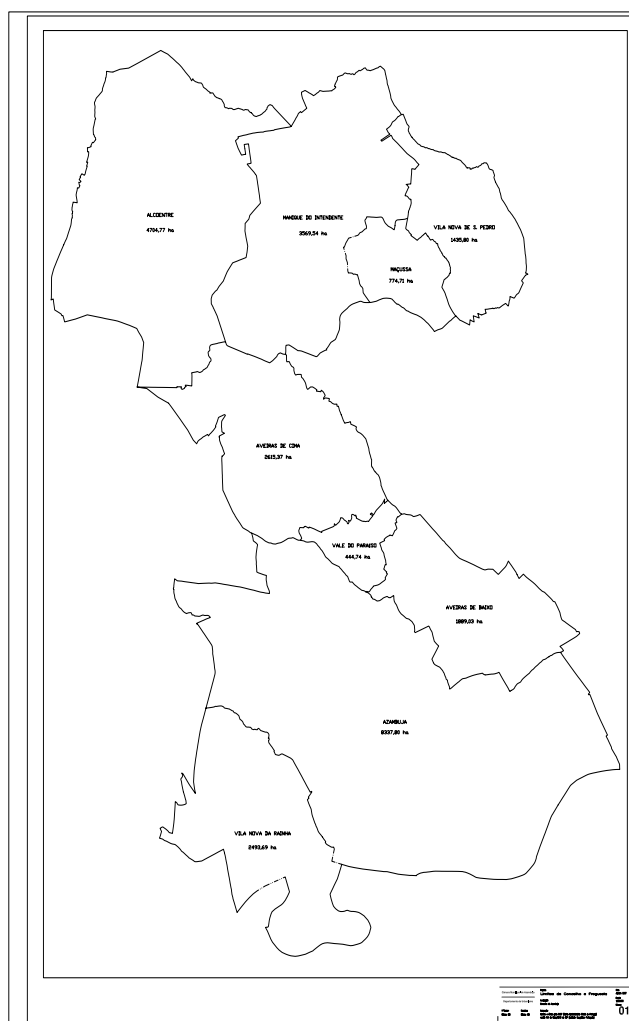 ALCOENTRE
4704,77 ha
MANIQUE DO INTENDENTE
3569,54 ha
VILA NOVA DE S. PEDRO
1435,80 ha
MAÇUSSA
774,71 ha
AVEIRAS DE CIMA
2615,37 ha
VALE DO PARAISO
444,74 ha
AVEIRAS DE BAIXO
1889,03 ha
AZAMBUJA
8337,80 ha
VILA NOVA DA RAINHA
2493,69 ha
Limites de Concelho e Freguesia
01